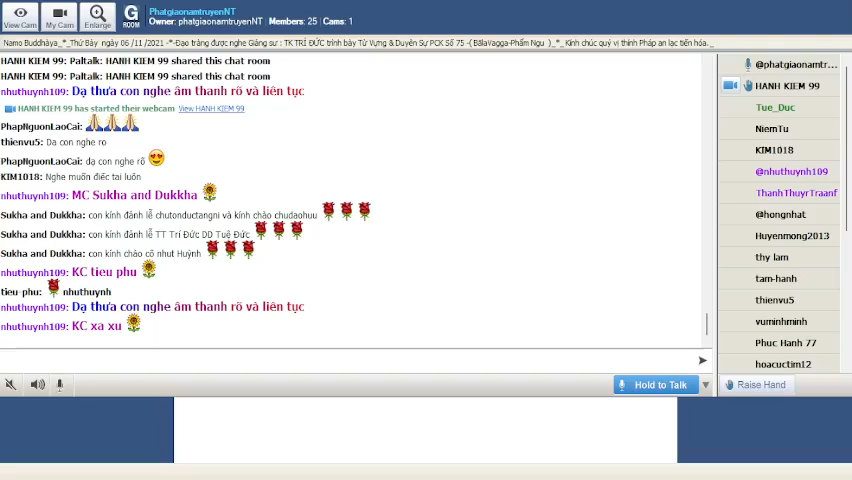 View Cam
My Cam
Enlarge
G
ROOM
PhatgiaonamtruyenNT
Owner: phatgiaonamtruyenNT | Members: 25 | Cams: 1
Namo Buddhàya_*_Thứ Bảy ngày 06 /11 /2021 -*-Đạo tràng được nghe Giảng sư : TK TRÍ ĐỨC trình bày Từ Vựng & Duyên Sự PCK Số 75 -( BālaVagga-Phẩm Ngu )_*_ Kính chúc quý vị thính Pháp an lạc tiến hóa._
HANH KIEM 99: Paltalk: HANH KIEM 99 shared this chat room
HANH KIEM 99: Paltalk: HANH KIEM 99 shared this chat room
nhuthuynh109: Dạ thưa con nghe âm thanh rõ và liên tục
HANH KIEM 99 has started their webcam View HANH KIEM 99
PhapNguonLaoCai:
thienvu5: Da con nghe ro
PhapNguonLaoCai: dạ con nghe rõ
KIM1018: Nghe muốn điếc tai luôn
nhuthuynh109: MC Sukha and Dukkha
Sukha and Dukkha: con kính đảnh lễ chutonductangni và kính chào chudaohuu
Sukha and Dukkha: con kính đảnh lễ TT Trí Đức DD Tuệ Đức
Sukha and Dukkha: con kính chào cô nhut Huỳnh
nhuthuynh109: KC tieu phu
tieu-phu: nhuthuynh
nhuthuynh109: Dạ thưa con nghe âm thanh rõ và liên tục
nhuthuynh109: KC xa xu
Hold to Talk
@phatgiaonamtr...
HANH KIEM 99
Tue_Duc
NiemTu
KIM1018
@nhuthuynh109
ThanhThuyrTraanf
@hongnhat
Huyenmong2013
thy lam
tam-hanh
thienvu5
vuminhminh
Phuc Hanh 77
hoacuctim12
Raise Hand